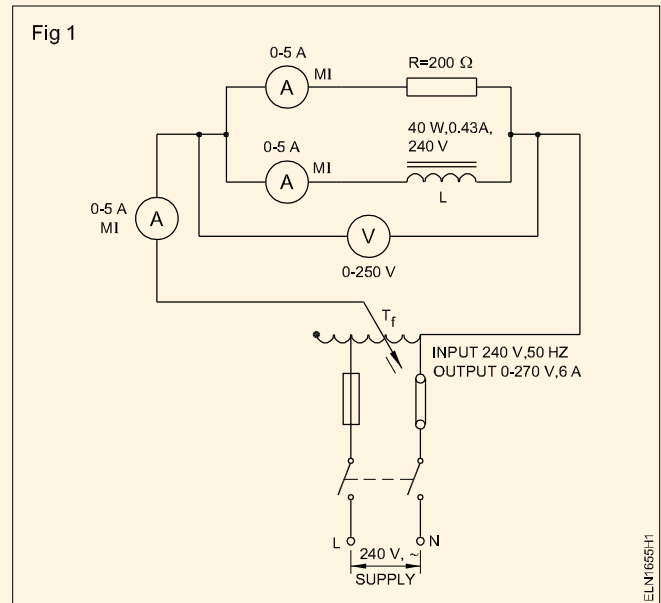 Fig 1
0-5 A
A
MI
R=200 Ω
40 W,0.43A,
240 V
0-5 A
A
MI
L
0-5 A
MI
A
V
0-250 V
Tf
INPUT 240 V,50 HZ
OUTPUT 0-270 V,6 A
L
N
240 V, ~
SUPPLY
ELN1655H1